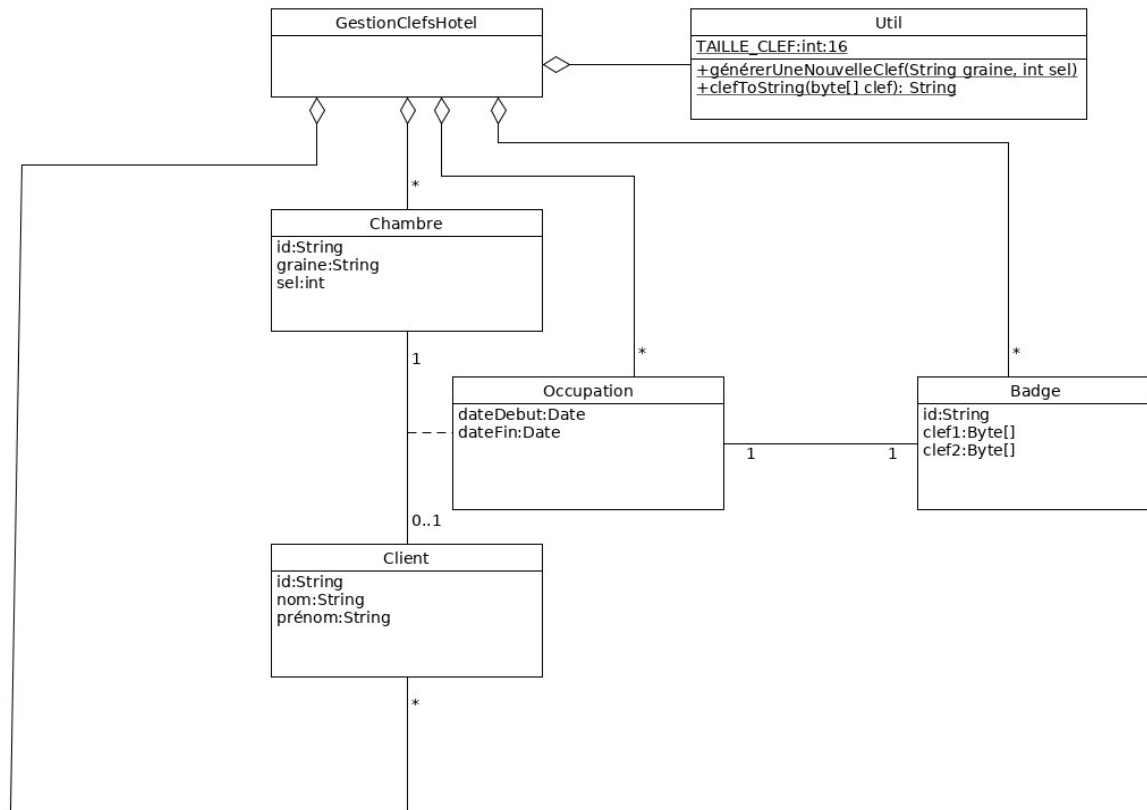 GestionClefsHotel
Util
TAILLE_CLEF:int:16
+générerUneNouvelleClef(String graine, int sel)
+clefToString(byte[] clef): String
*
Chambre
id:String
graine:String
sel:int
1
*
Occupation
dateDebut:Date
dateFin:Date
1
1
*
Badge
id:String
clef1:Byte[]
clef2:Byte[]
0..1
Client
id:String
nom:String
prénom:String
*